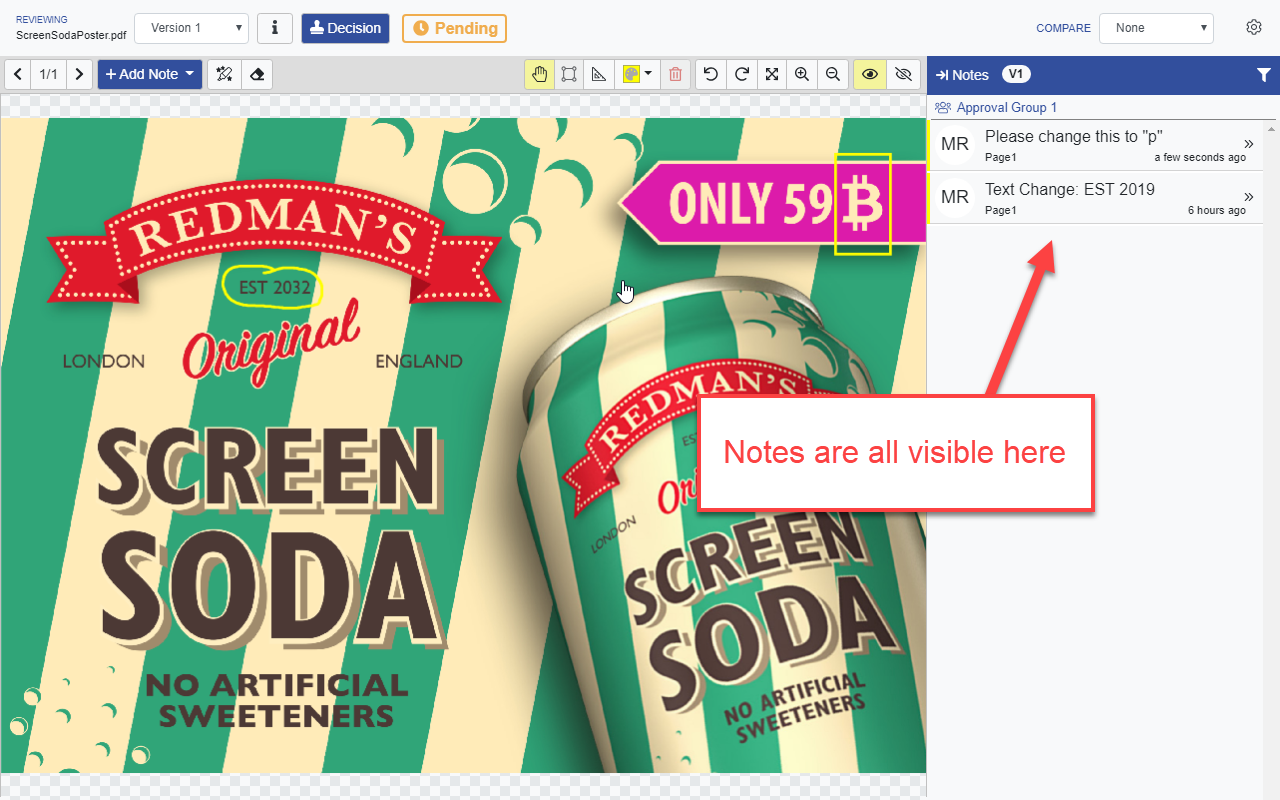 REVIEWING
ScreenSodaPoster.pdf
Version 1
i
Decision
Pending
COMPARE
None
1/1
+ Add Note
Notes
V1
Approval Group 1
MR
Please change this to "p"
Page1
a few seconds ago
MR
Text Change: EST 2019
Page1
6 hours ago
ONLY 59₿
REDMAN'S
EST 2032
Original
LONDON
ENGLAND
SCREEN
SODA
NO ARTIFICIAL
SWEETENERS
REDMAN'S
LONDON
SCREEN
SODA
NO ARTIFICIAL
SWEETENERS
Notes are all visible here